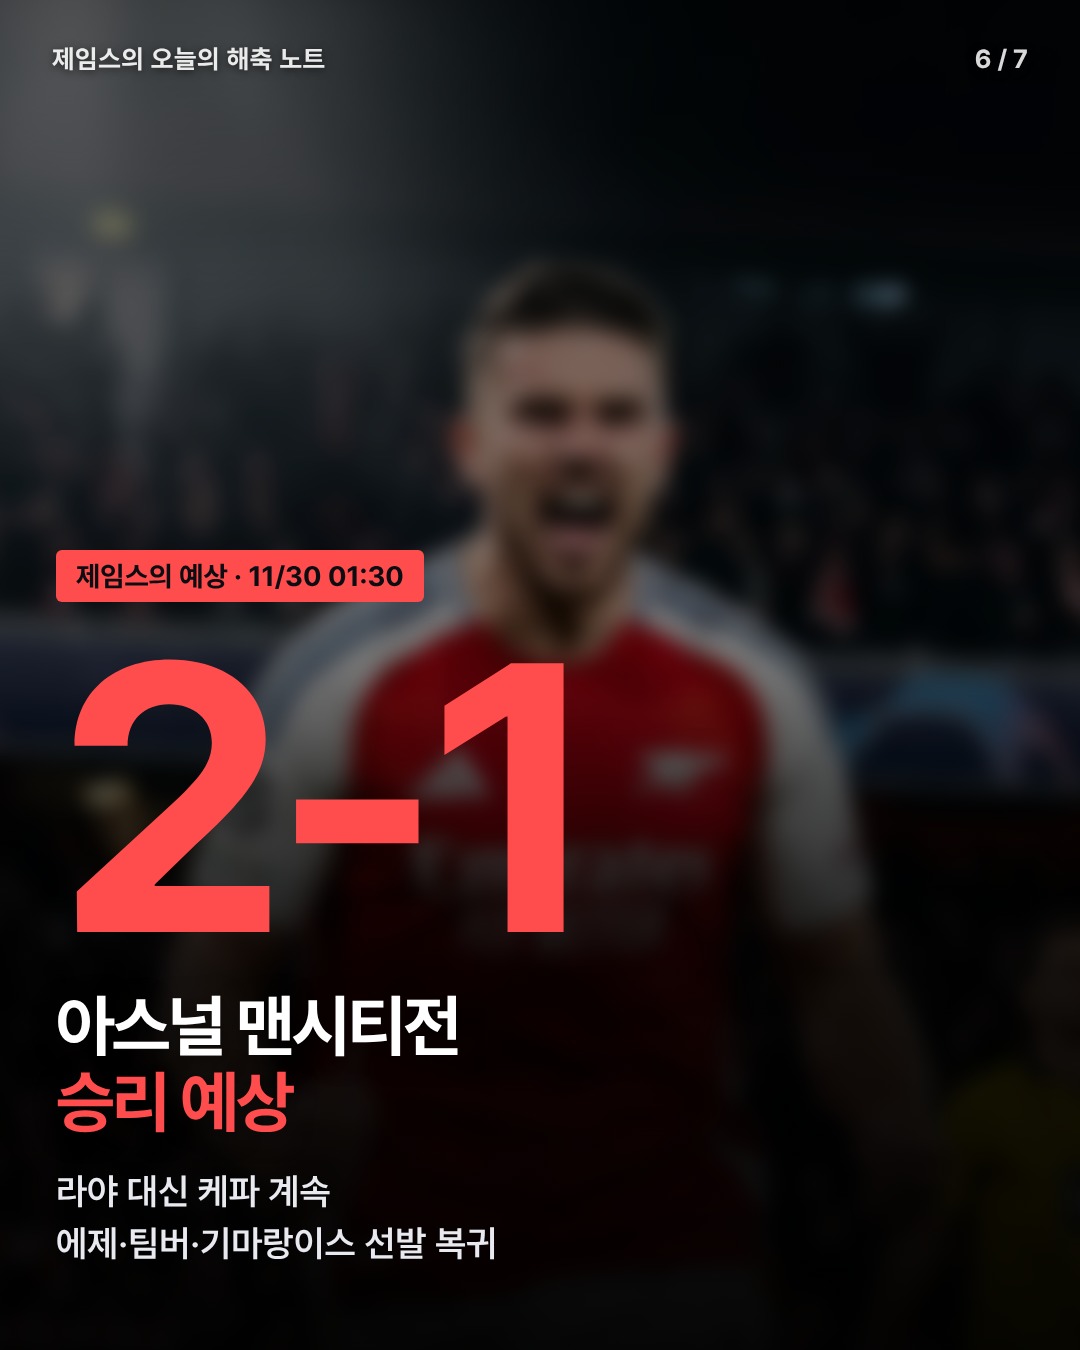 제임스의 오늘의 해축 노트
6 / 7
제임스의 예상 · 11/30 01:30
2-1
아스널 맨시티전
승리 예상
라야 대신 케파 계속
에제·팀버·기마랑이스 선발 복귀